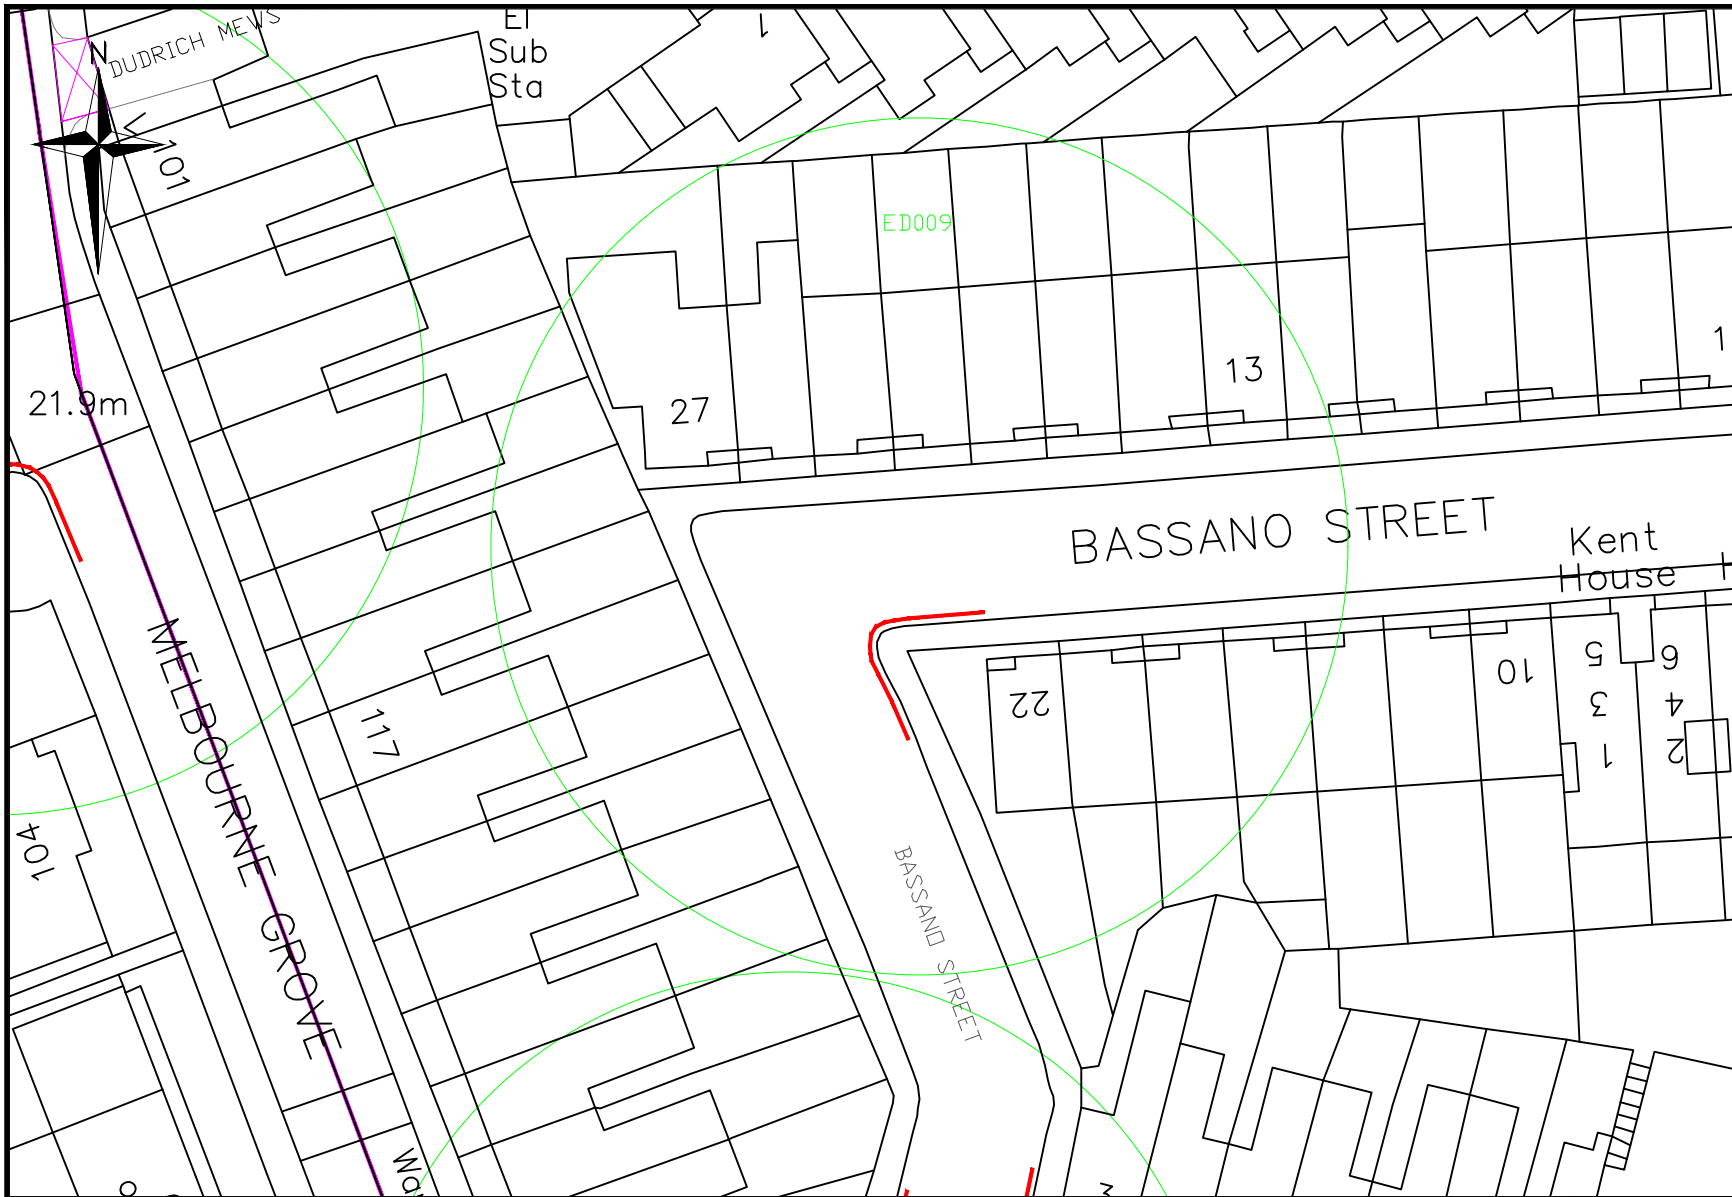 El
Sub
Sta
1
DUDRICH MEWS
N
101
ED009
21.9m
27
13
1
BASSANO STREET
Kent
House
H
MELBOURNE GROVE
117
22
10
5
6
3
4
1
2
104
BASSANO STREET